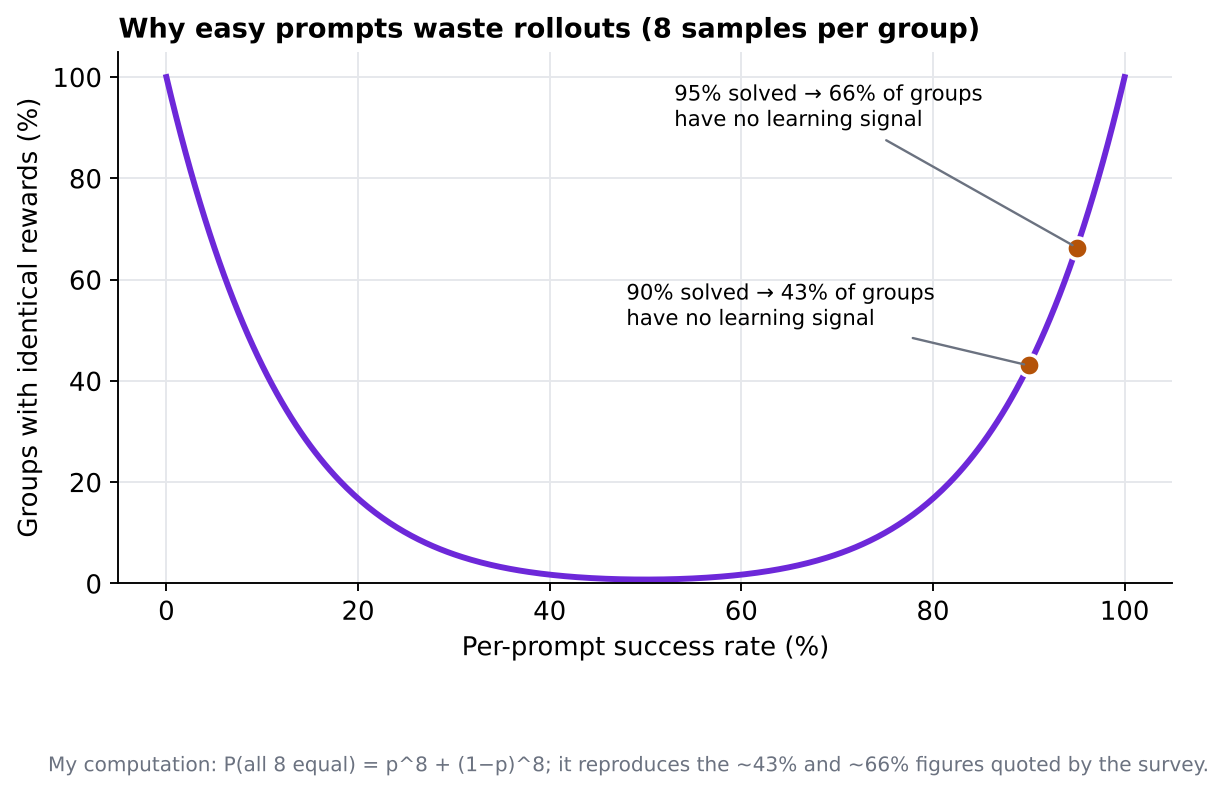 Why easy prompts waste rollouts (8 samples per group)
Groups with identical rewards (%)
100
80
60
40
20
0
95% solved → 66% of groups
have no learning signal
90% solved → 43% of groups
have no learning signal
0 20 40 60 80 100
Per-prompt success rate (%)
My computation: P(all 8 equal) = p^8 + (1−p)^8; it reproduces the ~43% and ~66% figures quoted by the survey.